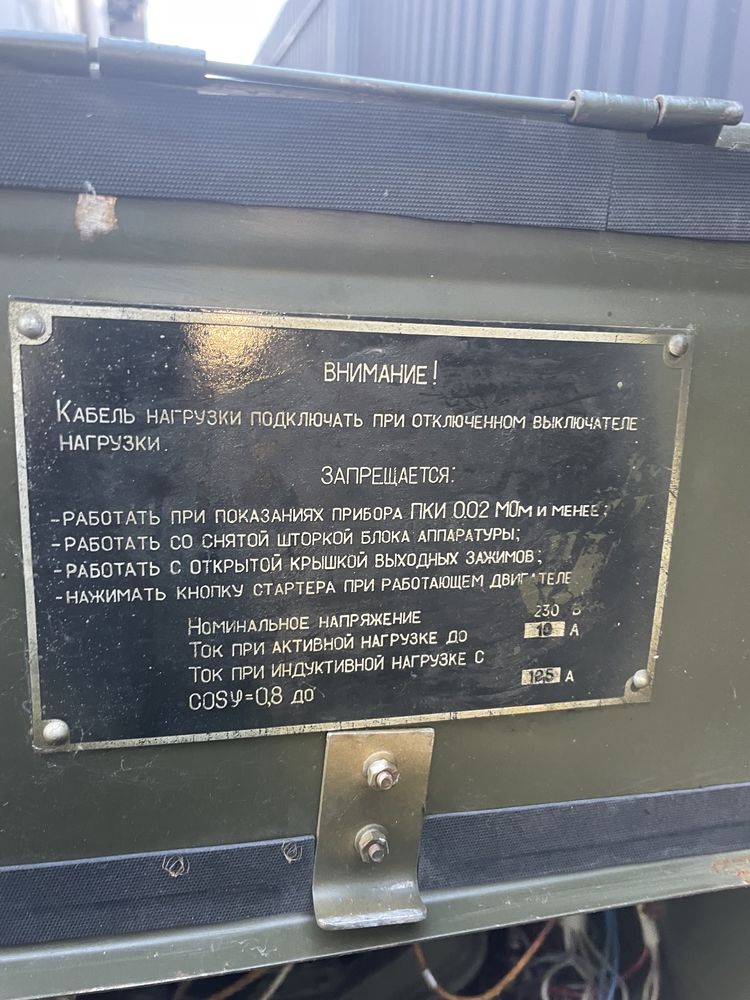 ВНИМАНИЕ!
КАБЕЛЬ НАГРУЗКИ ПОДКЛЮЧАТЬ ПРИ ОТКЛЮЧЕННОМ ВЫКЛЮЧАТЕЛЕ
НАГРУЗКИ.
ЗАПРЕЩАЕТСЯ:
-РАБОТАТЬ ПРИ ПОКАЗАНИЯХ ПРИБОРА ПКИ 0.02 МОм И МЕНЕЕ;
-РАБОТАТЬ СО СНЯТОЙ ШТОРКОЙ БЛОКА АППАРАТУРЫ;
-РАБОТАТЬ С ОТКРЫТОЙ КРЫШКОЙ ВЫХОДНЫХ ЗАЖИМОВ;
-НАЖИМАТЬ КНОПКУ СТАРТЕРА ПРИ РАБОТАЮЩЕМ ДВИГАТЕЛЕ
НОМИНАЛЬНОЕ НАПРЯЖЕНИЕ 230 В
ТОК ПРИ АКТИВНОЙ НАГРУЗКЕ ДО 10 А
ТОК ПРИ ИНДУКТИВНОЙ НАГРУЗКЕ С
COSφ=0,8 ДО 12.5 А